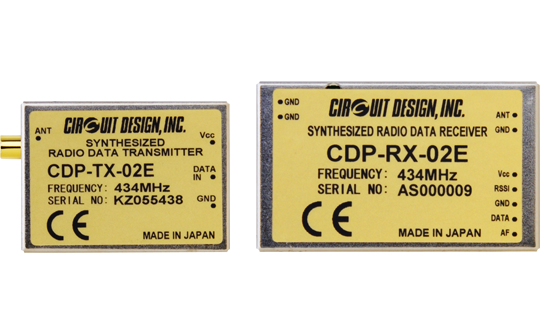 CIRCUIT DESIGN, INC.
ANT
Vcc
SYNTHESIZED
RADIO DATA TRANSMITTER
CDP-TX-02E
DATA
IN
FREQUENCY: 434MHz
SERIAL NO: KZ055438
GND
CE
MADE IN JAPAN
GND
GND
CIRCUIT DESIGN, INC.
ANT
GND
SYNTHESIZED RADIO DATA RECEIVER
CDP-RX-02E
FREQUENCY: 434MHz
Vcc
SERIAL NO: AS000009
RSSI
GND
CE
DATA
MADE IN JAPAN
AF